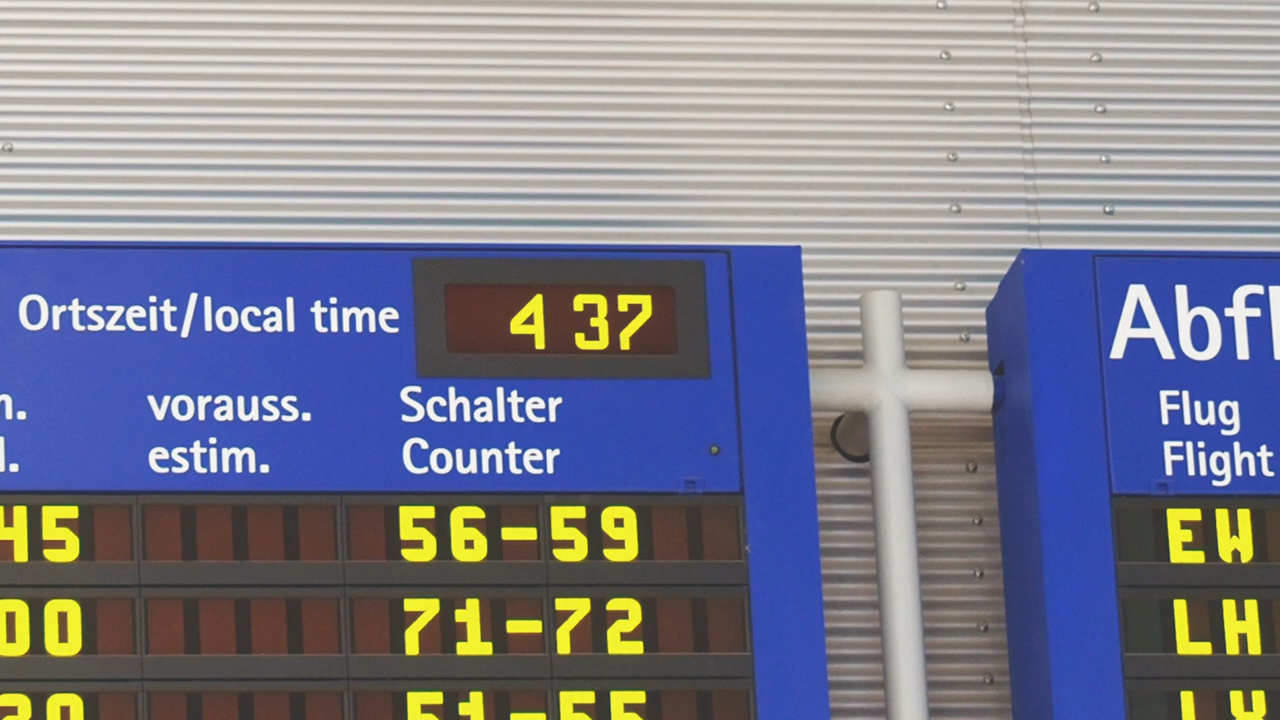 Ortszeit/local time 4 37
vorauss. Schalter
estim. Counter
45 56-59
00 71-72
51-55
Abfl
Flug
Flight
EW
LH